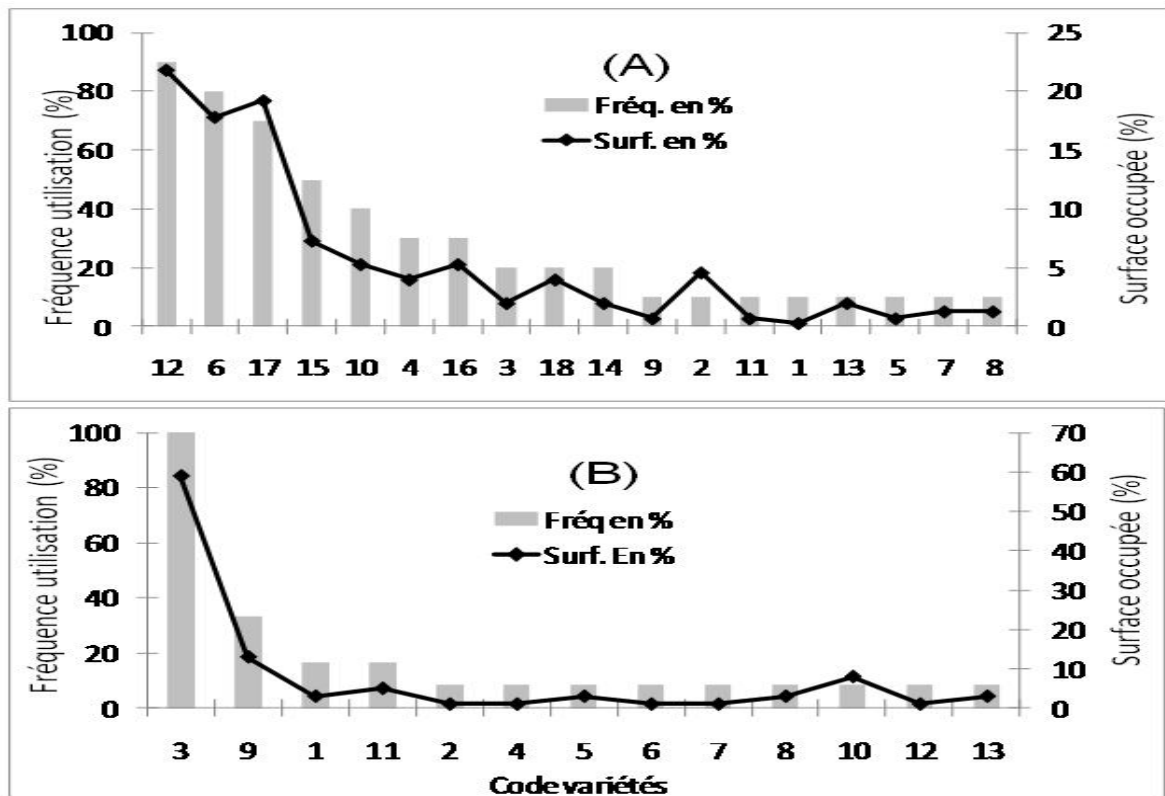 (A)
Fréq. en %
Surf. en %
Fréquence utilisation (%)
100
80
60
40
20
0
Surface occupée (%)
25
20
15
10
5
0
12 6 17 15 10 4 16 3 18 14 9 2 11 1 13 5 7 8
(B)
Fréq en %
Surf. En %
Fréquence utilisation (%)
100
80
60
40
20
0
Surface occupée (%)
70
60
50
40
30
20
10
0
3 9 1 11 2 4 5 6 7 8 10 12 13
Code variétés